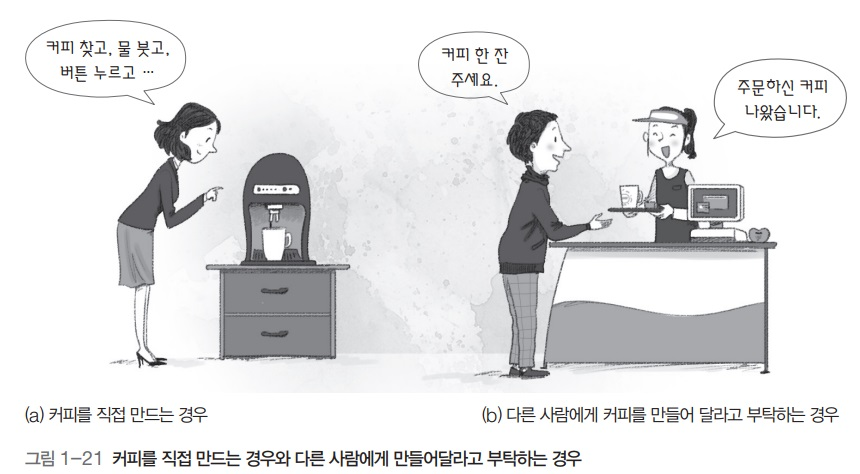 커피 찾고, 물 붓고,
버튼 누르고 …
커피 한 잔
주세요.
주문하신 커피
나왔습니다.
(a) 커피를 직접 만드는 경우
(b) 다른 사람에게 커피를 만들어 달라고 부탁하는 경우
그림 1-21 커피를 직접 만드는 경우와 다른 사람에게 만들어달라고 부탁하는 경우